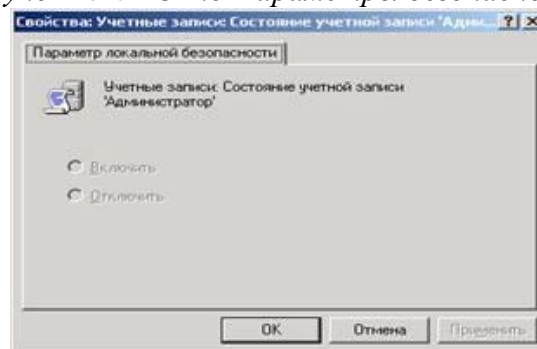 Свойства: Учетные записи: Состояние учетной записи 'Адми...
Параметр локальной безопасности
Учетные записи: Состояние учетной записи
'Администратор'
Включить
Отключить
OK Отмена Применить